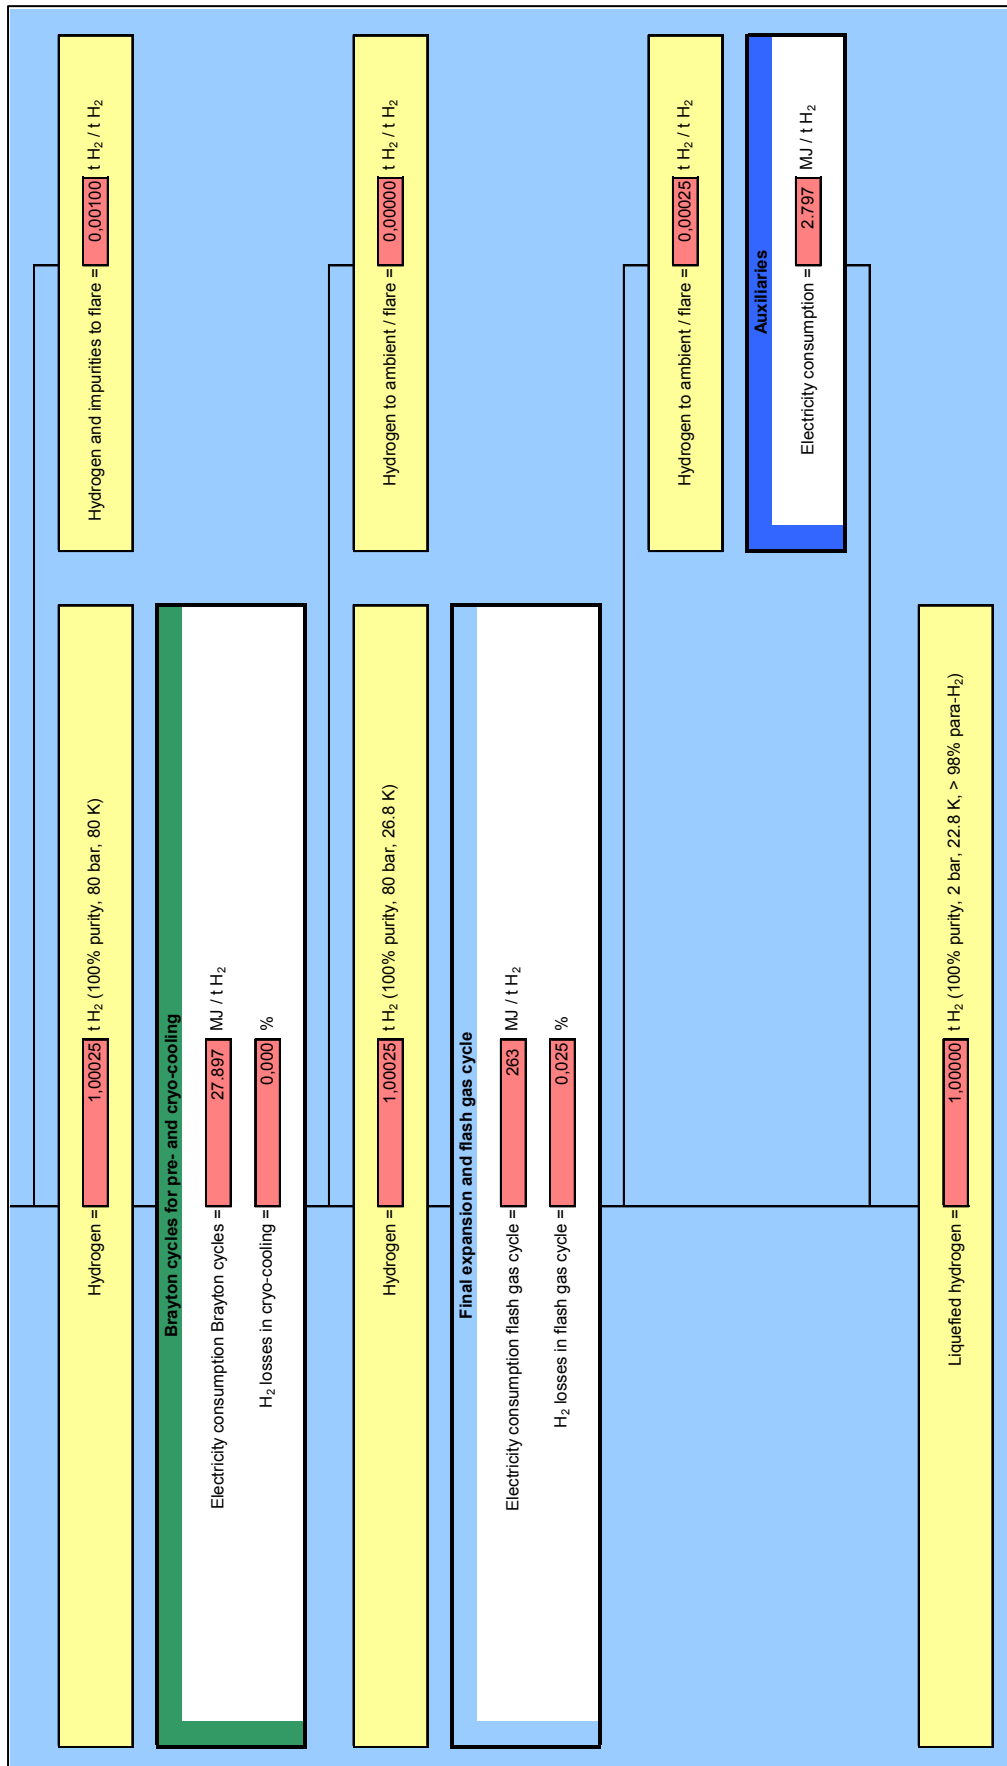 Hydrogen = 1,00025 t H₂ (100% purity, 80 bar, 80 K)
Hydrogen and impurities to flare = 0,00100 t H₂ / t H₂
Brayton cycles for pre- and cryo-cooling
Electricity consumption Brayton cycles = 27.897 MJ / t H₂
H₂ losses in cryo-cooling = 0,000 %
Hydrogen = 1,00025 t H₂ (100% purity, 80 bar, 26.8 K)
Hydrogen to ambient / flare = 0,00000 t H₂ / t H₂
Final expansion and flash gas cycle
Electricity consumption flash gas cycle = 263 MJ / t H₂
H₂ losses in flash gas cycle = 0,025 %
Hydrogen to ambient / flare = 0,00025 t H₂ / t H₂
Auxiliaries
Electricity consumption = 2.797 MJ / t H₂
Liquefied hydrogen = 1,00000 t H₂ (100% purity, 2 bar, 22.8 K, > 98% para-H₂)